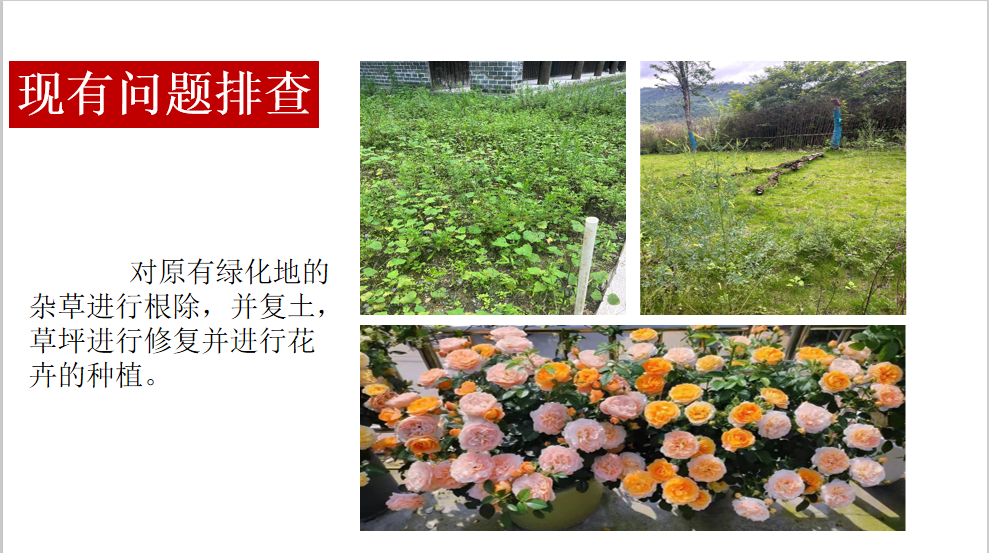 现有问题排查
对原有绿化地的
杂草进行根除，并复土，
草坪进行修复并进行花
卉的种植。